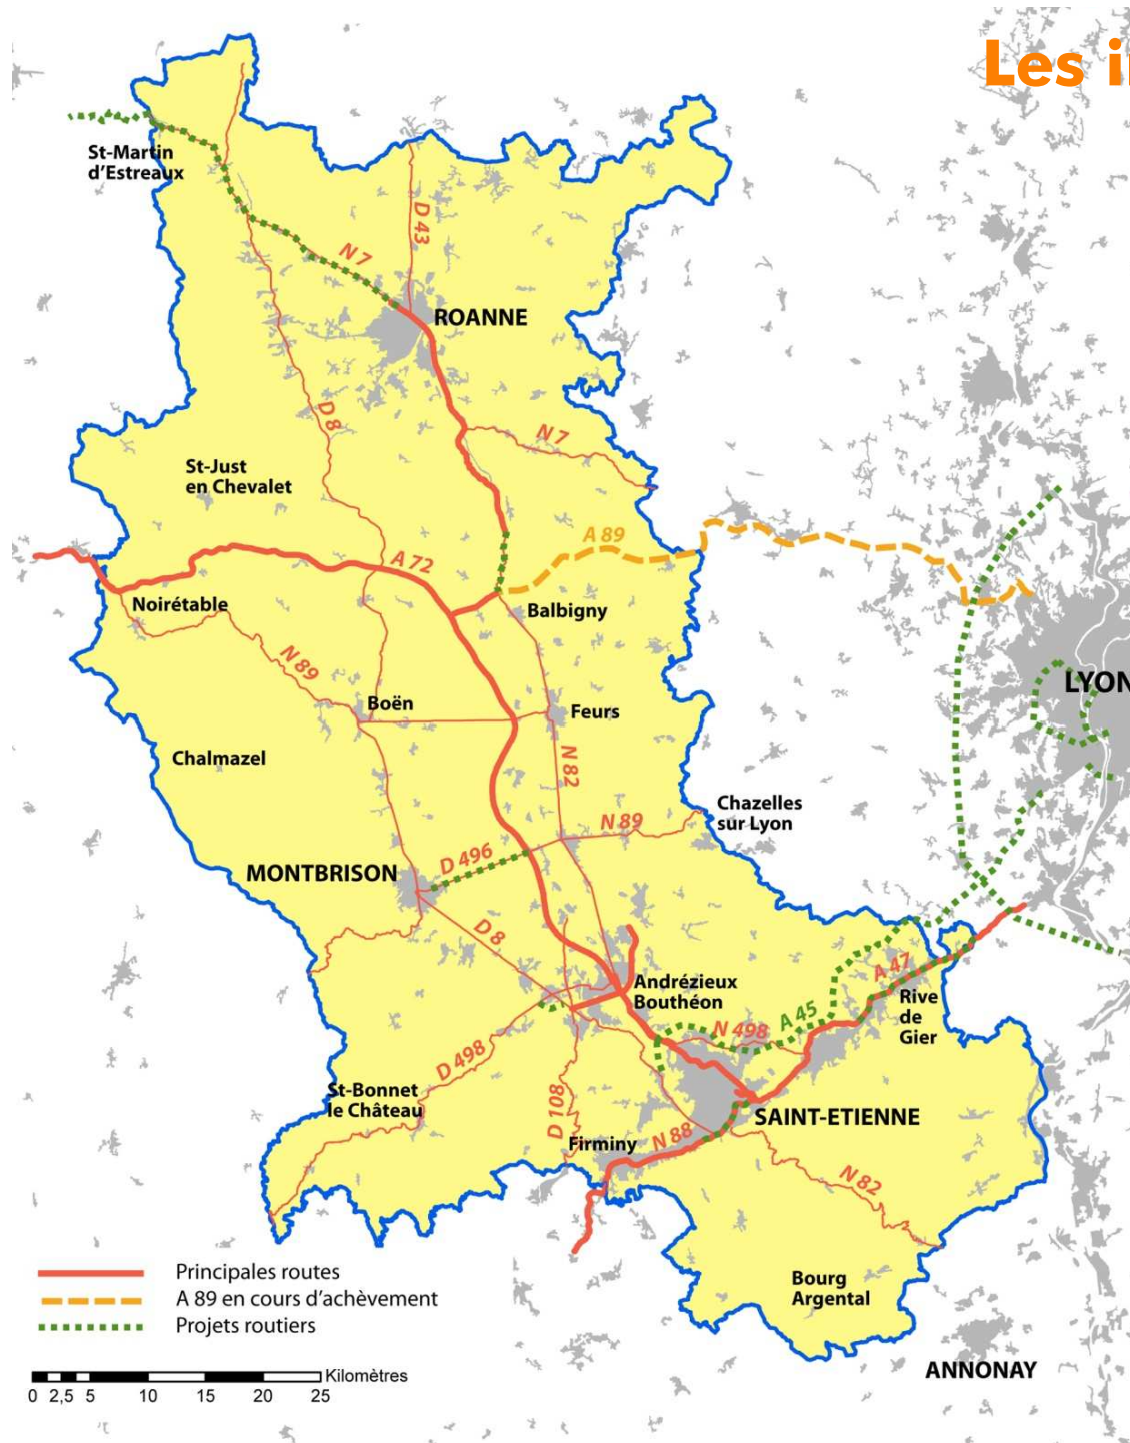 Les i
St-Martin
d'Estreaux
D 43
N 7
ROANNE
D 8
N 7
St-Just
en Chevalet
A 89
A 72
Noirétable
Balbigny
N 89
Boën
Feurs
LYON
Chalmazel
N 82
Chazelles
sur Lyon
N 89
D 496
MONTBRISON
D 8
A 47
Andrézieux
Bouthéon
Rive
de
Gier
A 45
N 498
D 498
St-Bonnet
le Château
D 108
SAINT-ETIENNE
Firminy
N 88
N 82
Principales routes
A 89 en cours d'achèvement
Projets routiers
Bourg
Argental
ANNONAY
Kilomètres
0 2,5 5 10 15 20 25